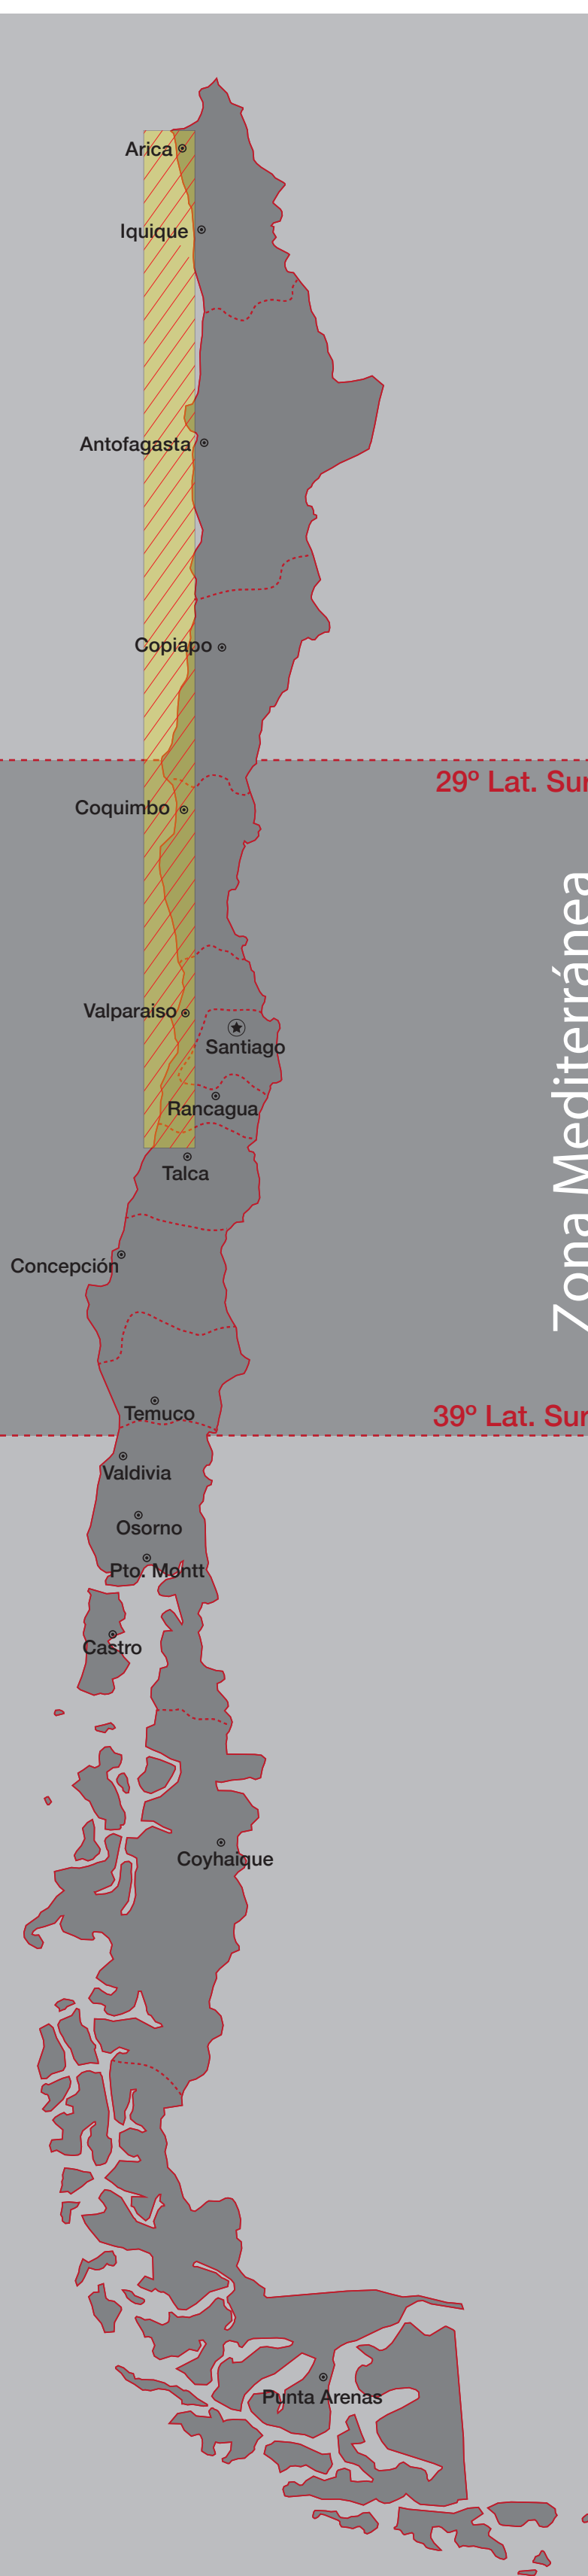 Arica
Iquique
Antofagasta
Copiapo
29º Lat. Sur
Coquimbo
Zona Mediterránea
Valparaiso
Santiago
Rancagua
Talca
Concepción
39º Lat. Sur
Temuco
Valdivia
Osorno
Pto. Montt
Castro
Coyhaique
Punta Arenas